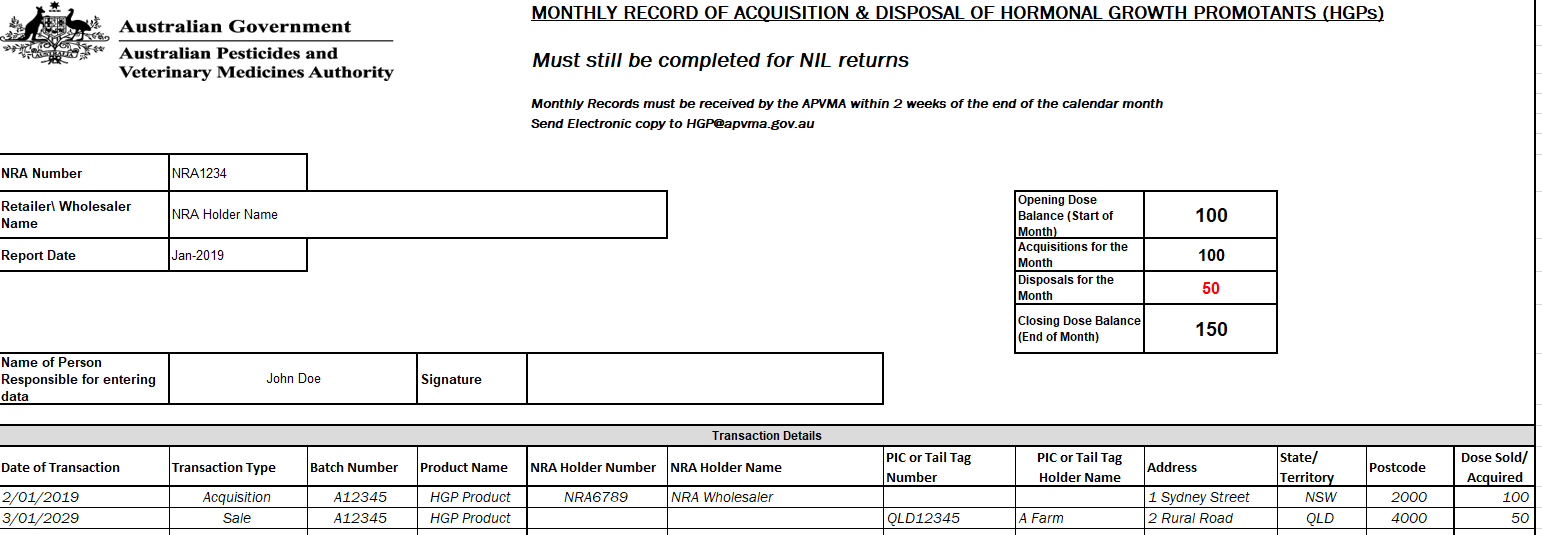 Australian Government
Australian Pesticides and
Veterinary Medicines Authority
MONTHLY RECORD OF ACQUISITION & DISPOSAL OF HORMONAL GROWTH PROMOTANTS (HGPs)
Must still be completed for NIL returns
Monthly Records must be received by the APVMA within 2 weeks of the end of the calendar month
Send Electronic copy to HGP@apvma.gov.au
NRA Number NRA1234
Retailer\ Wholesaler
Name
NRA Holder Name
Report Date Jan-2019
Opening Dose
Balance (Start of
Month)
100
Acquisitions for the
Month
100
Disposals for the
Month
50
Closing Dose Balance
(End of Month)
150
Name of Person
Responsible for entering
data
John Doe
Signature
Transaction Details
Date of Transaction Transaction Type Batch Number Product Name NRA Holder Number NRA Holder Name PIC or Tail Tag Number PIC or Tail Tag Holder Name Address State/ Territory Postcode Dose Sold/ Acquired
2/01/2019 Acquisition A12345 HGP Product NRA6789 NRA Wholesaler 1 Sydney Street NSW 2000 100
3/01/2029 Sale A12345 HGP Product QLD12345 A Farm 2 Rural Road QLD 4000 50